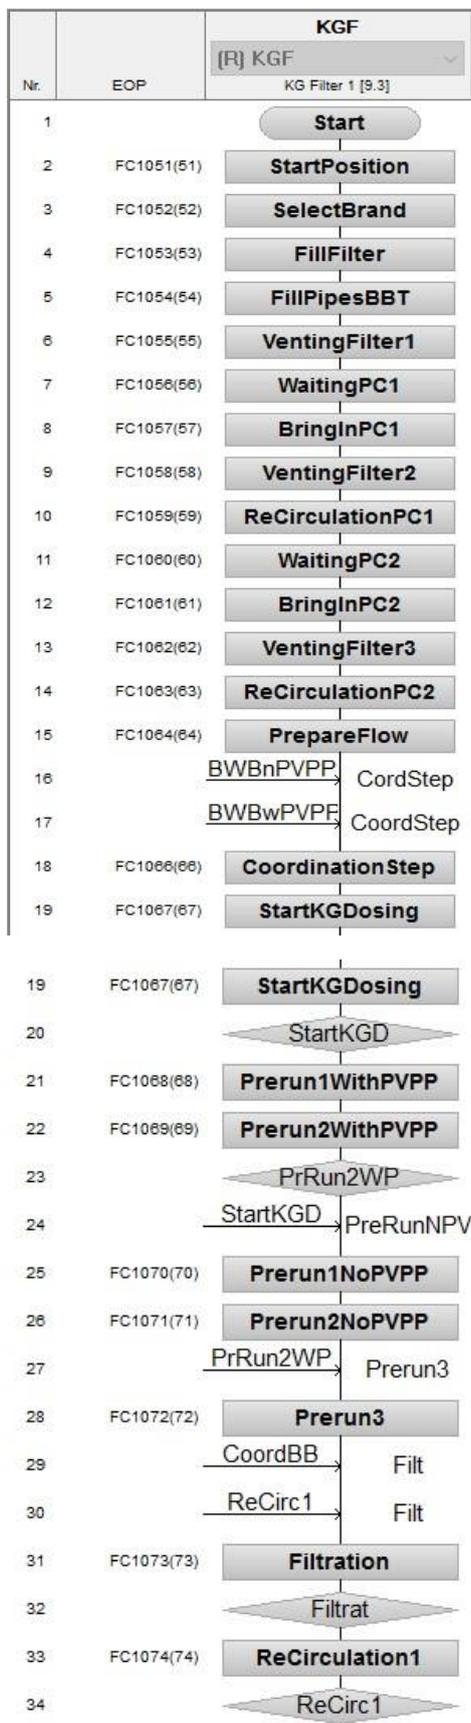 KGF
(R) KGF
Nr. EOP KG Filter 1 [9.3]
1 Start
2 FC1051(51) StartPosition
3 FC1052(52) SelectBrand
4 FC1053(53) FillFilter
5 FC1054(54) FillPipesBBT
6 FC1055(55) VentingFilter1
7 FC1056(56) WaitingPC1
8 FC1057(57) BringInPC1
9 FC1058(58) VentingFilter2
10 FC1059(59) ReCirculationPC1
11 FC1060(60) WaitingPC2
12 FC1061(61) BringInPC2
13 FC1062(62) VentingFilter3
14 FC1063(63) ReCirculationPC2
15 FC1064(64) PrepareFlow
16 BWBnPVPP CordStep
17 BWBwPVPF CoordStep
18 FC1066(66) CoordinationStep
19 FC1067(67) StartKGDosing
19 FC1067(67) StartKGDosing
20 StartKGD
21 FC1068(68) Prerun1WithPVPP
22 FC1069(69) Prerun2WithPVPP
23 PrRun2WP
24 StartKGD PreRunNPV
25 FC1070(70) Prerun1NoPVPP
26 FC1071(71) Prerun2NoPVPP
27 PrRun2WP Prerun3
28 FC1072(72) Prerun3
29 CoordBB Filt
30 ReCirc1 Filt
31 FC1073(73) Filtration
32 Filtrat
33 FC1074(74) ReCirculation1
34 ReCirc1